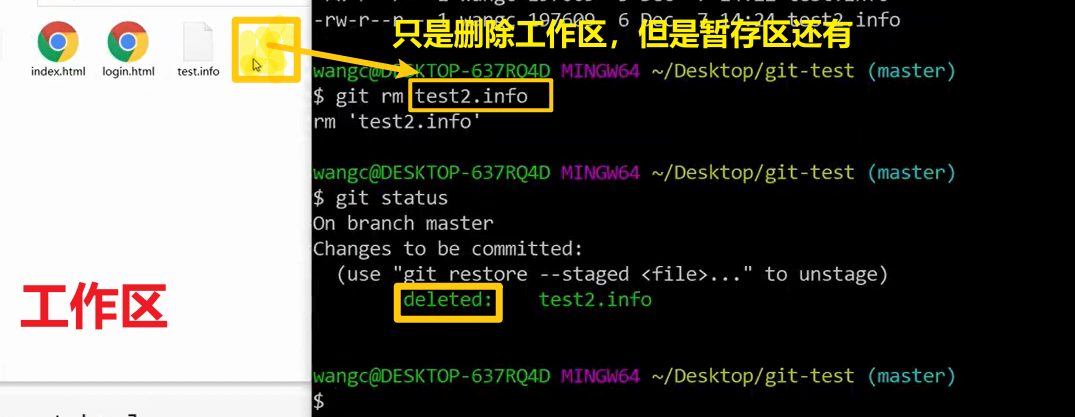 -rw-r--r-- 1 wangc 197609 6 Dec 7 14:24 test2.info
只是删除工作区，但是暂存区还有
index.html login.html test.info
wangc@DESKTOP-637RQ4D MINGW64 ~/Desktop/git-test (master)
$ git rm test2.info
rm 'test2.info'
wangc@DESKTOP-637RQ4D MINGW64 ~/Desktop/git-test (master)
$ git status
On branch master
Changes to be committed:
(use "git restore --staged <file>..." to unstage)
deleted: test2.info
工作区
wangc@DESKTOP-637RQ4D MINGW64 ~/Desktop/git-test (master)
$